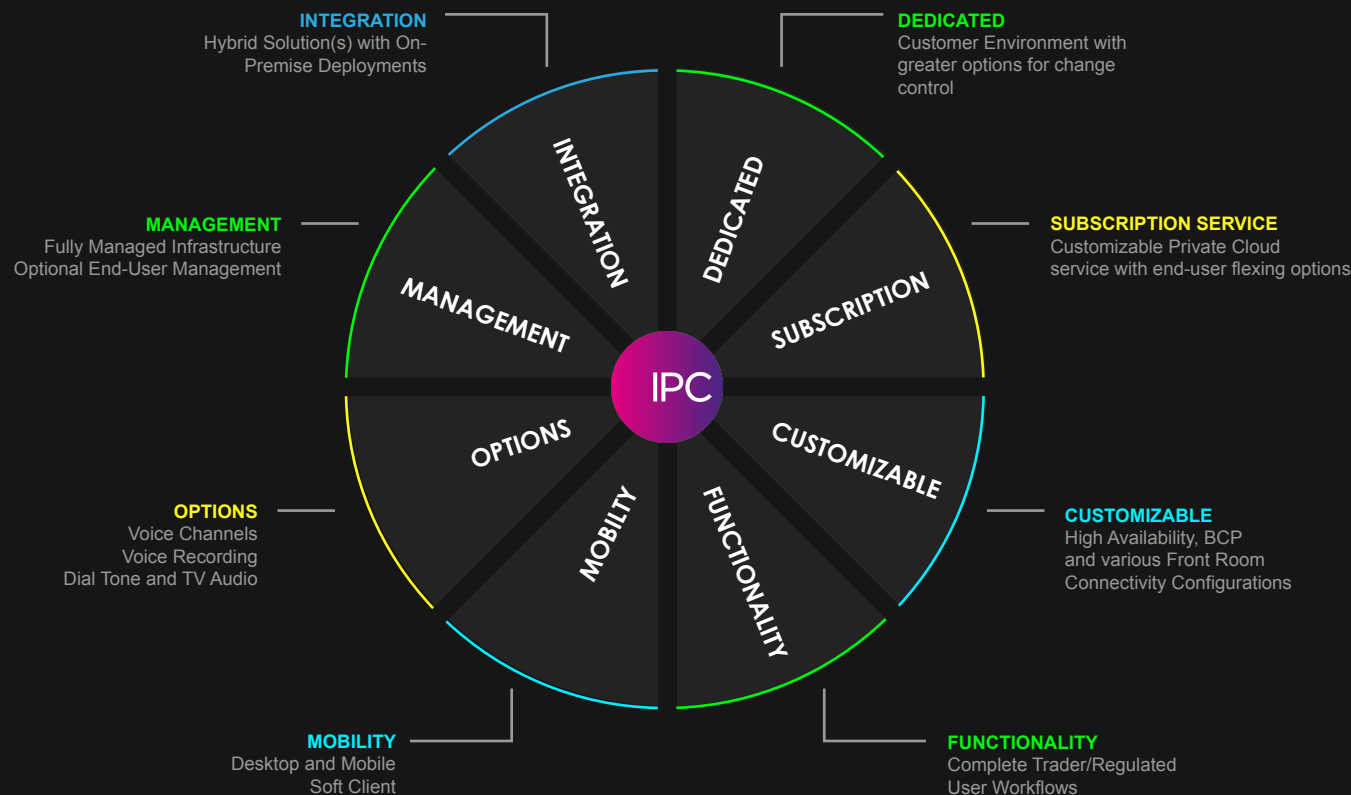 INTEGRATION
Hybrid Solution(s) with On-
Premise Deployments
DEDICATED
Customer Environment with
greater options for change
control
MANAGEMENT
Fully Managed Infrastructure
Optional End-User Management
SUBSCRIPTION SERVICE
Customizable Private Cloud
service with end-user flexing options
INTEGRATION
DEDICATED
MANAGEMENT
SUBSCRIPTION
IPC
OPTIONS
CUSTOMIZABLE
MOBILTY
FUNCTIONALITY
OPTIONS
Voice Channels
Voice Recording
Dial Tone and TV Audio
CUSTOMIZABLE
High Availability, BCP
and various Front Room
Connectivity Configurations
MOBILITY
Desktop and Mobile
Soft Client
FUNCTIONALITY
Complete Trader/Regulated
User Workflows